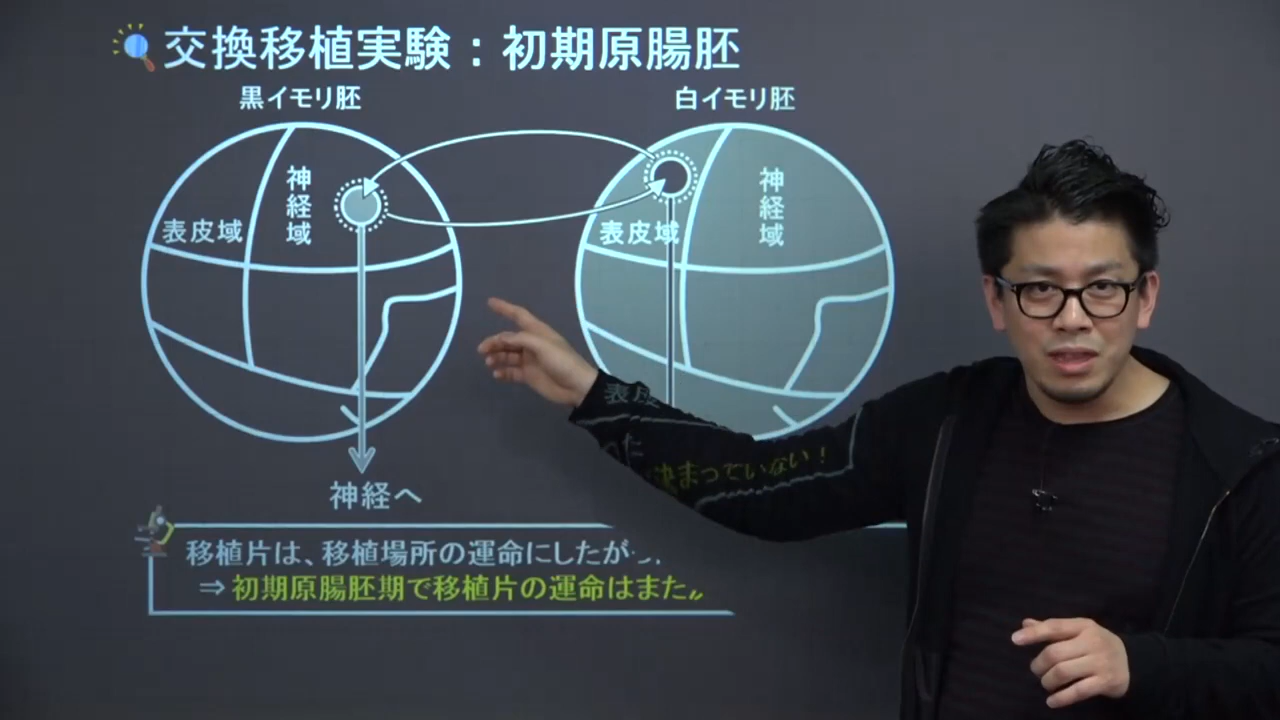 交換移植実験：初期原腸胚
黒イモリ胚
白イモリ胚
表皮域
神経域
表皮域
神経域
神経へ
表皮
移植片は、移植場所の運命にしたが
⇒初期原腸胚期で移植片の運命はまだ
決まっていない！